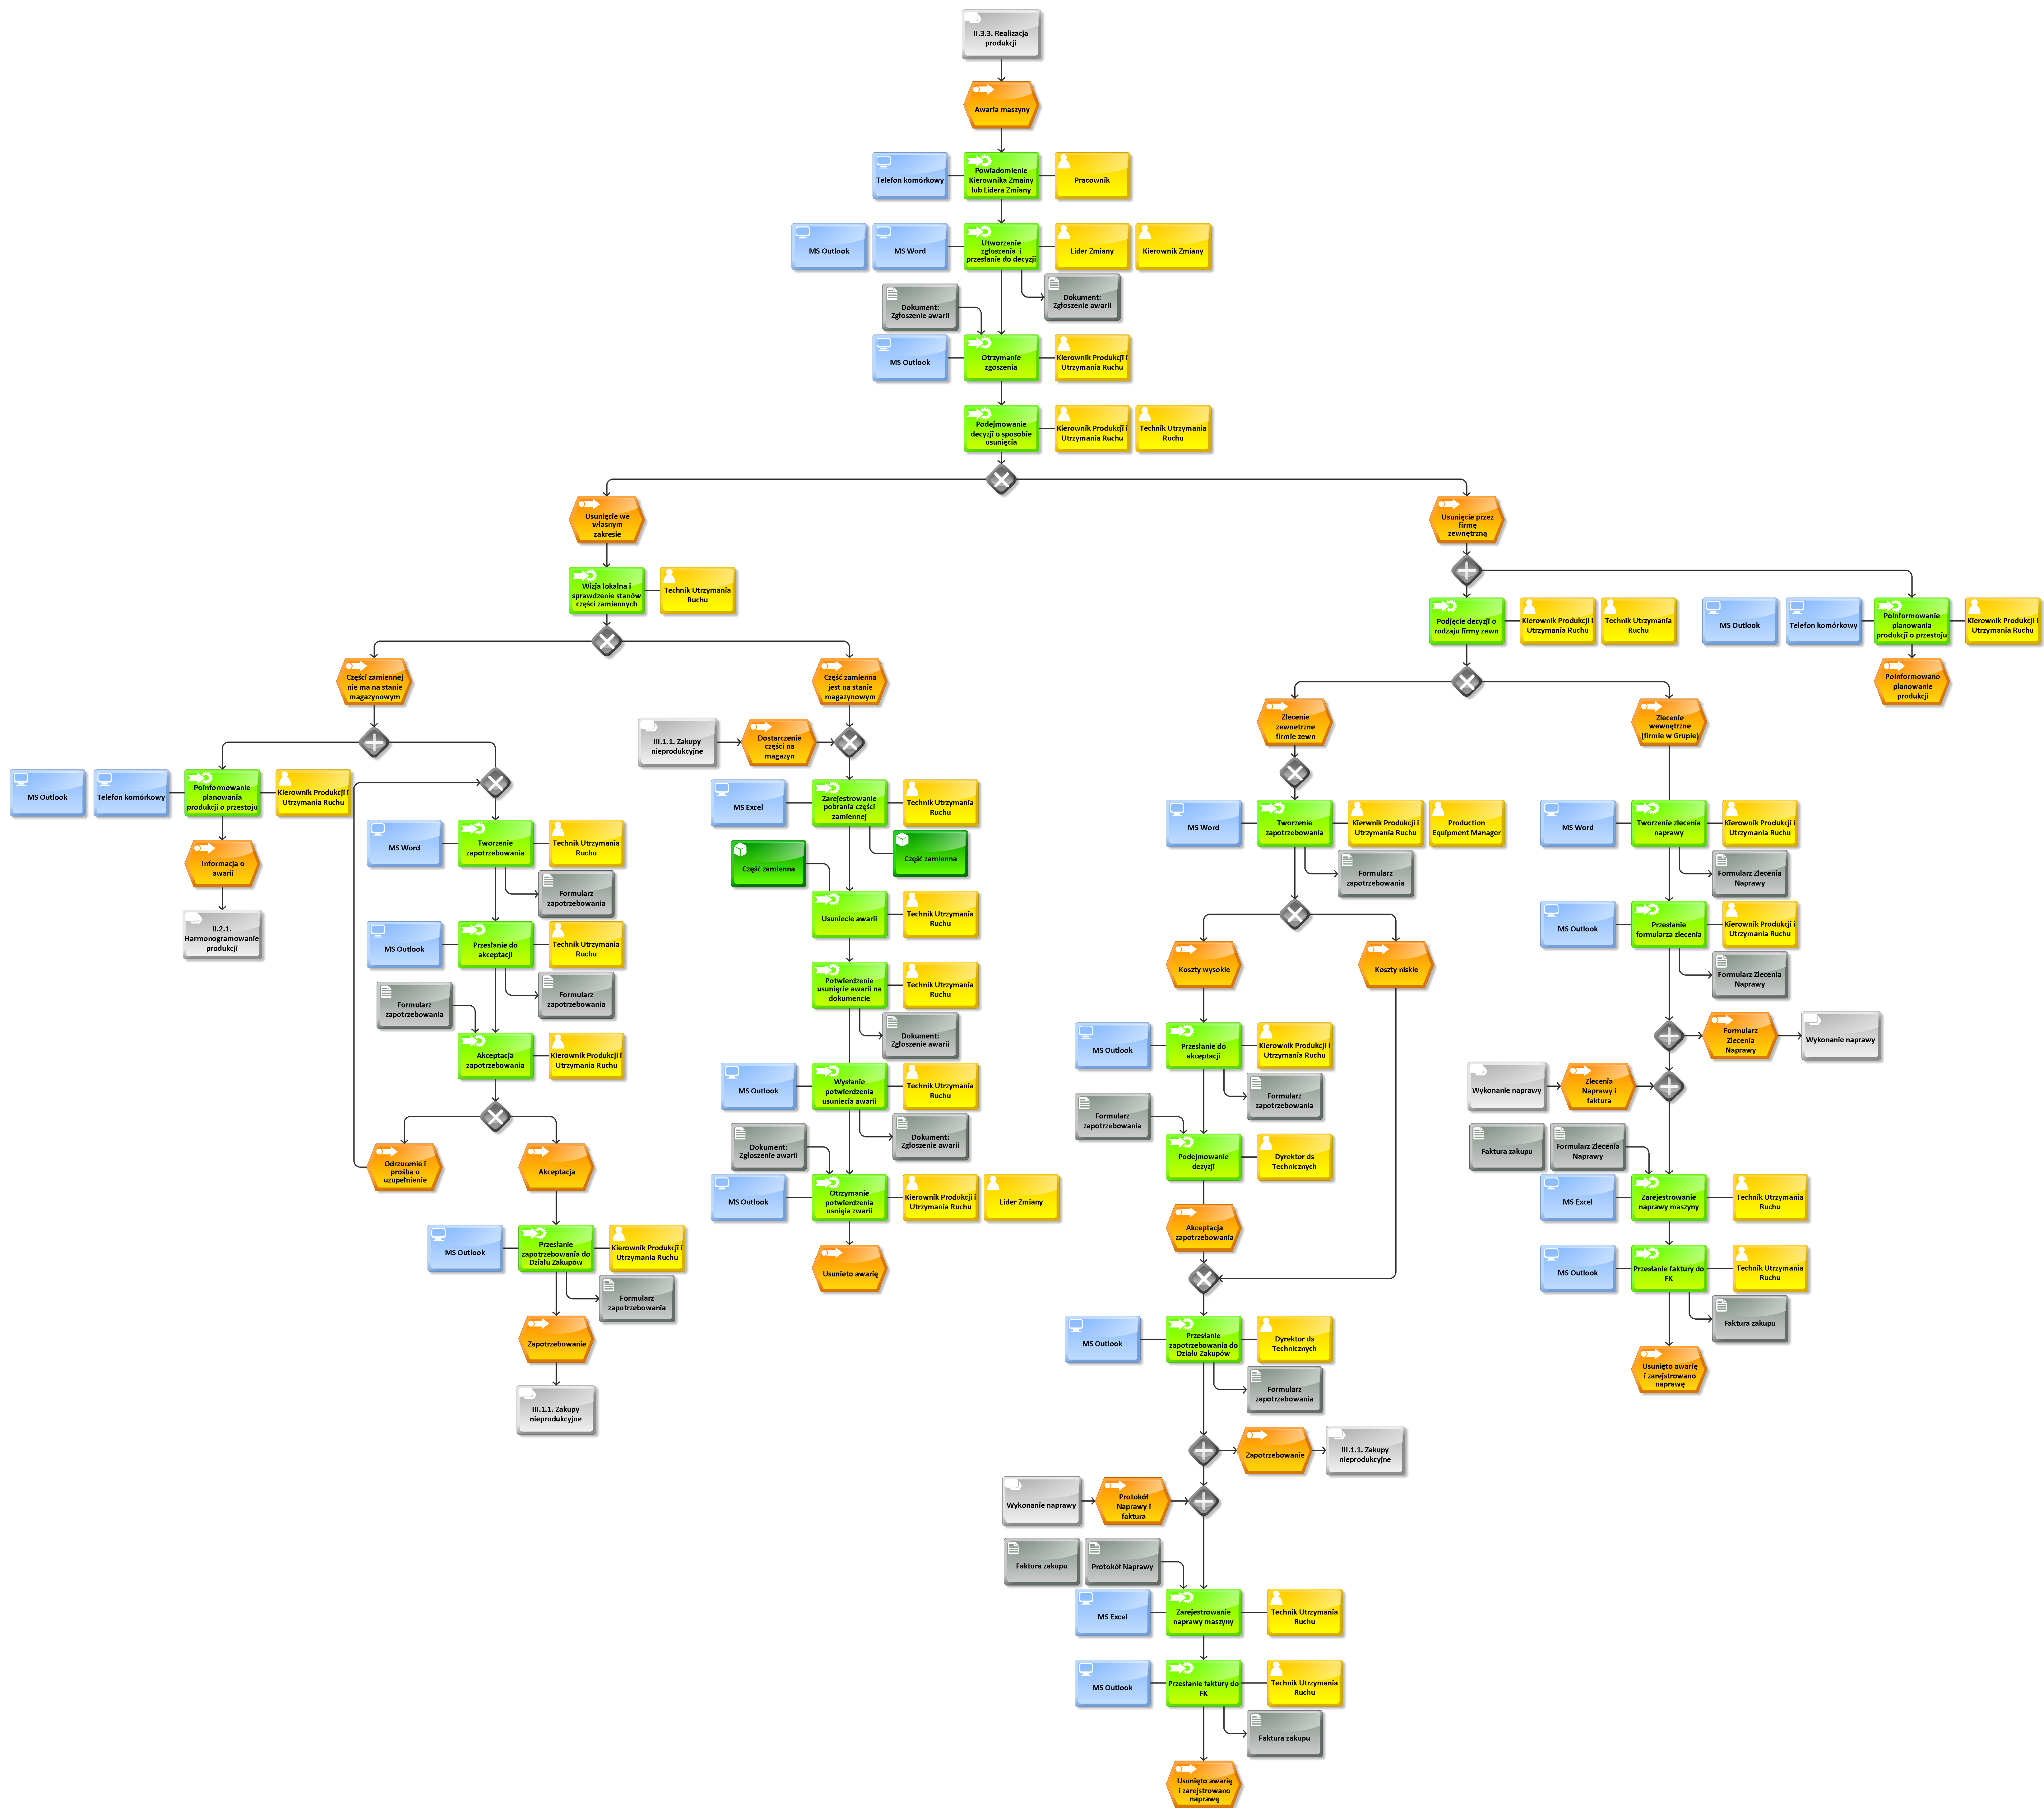 II.3.3. Realizacja
produkcji
Awaria maszyny
Telefon komórkowy
Powiadomienie
Kierownika Zmainy
lub Lidera Zmiany
Pracownik
MS Outlook
MS Word
Utworzenie
zgłoszenia i
przesłanie do decyzji
Lider Zmiany
Kierownik Zmiany
Dokument:
Zgłoszenie awarii
Dokument:
Zgłoszenie awarii
MS Outlook
Otrzymanie
zgoszenia
Kierownik Produkcji i
Utrzymania Ruchu
Podejmowanie
decyzji o sposobie
usunięcia
Kierownik Produkcji i
Utrzymania Ruchu
Technik Utrzymania
Ruchu
Usunięcie we
własnym
zakresie
Wizja lokalna i
sprawdzenie stanów
części zamiennych
Technik Utrzymania
Ruchu
Części zamiennej
nie ma na stanie
magazynowym
MS Outlook
Telefon komórkowy
Poinformowanie
planowania
produkcji o przestoju
Kierownik Produkcji i
Utrzymania Ruchu
Informacja o
awarii
II.2.1.
Harmonogramowanie
produkcji
MS Word
Tworzenie
zapotrzebowania
Technik Utrzymania
Ruchu
Formularz
zapotrzebowania
MS Outlook
Przesłanie do
akceptacji
Technik Utrzymania
Ruchu
Formularz
zapotrzebowania
Formularz
zapotrzebowania
Akceptacja
zapotrzebowania
Kierownik Produkcji i
Utrzymania Ruchu
Odrzucenie i
prośba o
uzupełnienie
Akceptacja
MS Outlook
Przesłanie
zapotrzebowania do
Działu Zakupów
Kierownik Produkcji i
Utrzymania Ruchu
Formularz
zapotrzebowania
Zapotrzebowanie
III.1.1. Zakupy
nieprodukcyjne
Część zamienna
jest na stanie
magazynowym
III.1.1. Zakupy
nieprodukcyjne
Dostarczenie
części na
magazyn
MS Excel
Zarejestrowanie
pobrania części
zamiennej
Technik Utrzymania
Ruchu
Część zamienna
Część zamienna
Usuniecie awarii
Technik Utrzymania
Ruchu
Potwierdzenie
usunięcie awarii na
dokumencie
Technik Utrzymania
Ruchu
Dokument:
Zgłoszenie awarii
MS Outlook
Wysłanie
potwierdzenia
usuniecia awarii
Technik Utrzymania
Ruchu
Dokument:
Zgłoszenie awarii
Dokument:
Zgłoszenie awarii
MS Outlook
Otrzymanie
potwierdzenia
usnięia zwarii
Kierownik Produkcji i
Utrzymania Ruchu
Lider Zmiany
Usunieto awarię
Usunięcie przez
firmę
zewnętrzną
Podjęcie decyzji o
rodzaju firmy zewn
Kierownik Produkcji i
Utrzymania Ruchu
Technik Utrzymania
Ruchu
MS Outlook
Telefon komórkowy
Poinformowanie
planowania
produkcji o przestoju
Kierownik Produkcji i
Utrzymania Ruchu
Poinformowano
planowanie
produkcji
Zlecenie
zewnetrzne
firmie zewn
MS Word
Tworzenie
zapotrzebowania
Kierwnik Produkcji i
Utrzymania Ruchu
Production
Equipment Manager
Formularz
zapotrzebowania
Koszty wysokie
Koszty niskie
MS Outlook
Przesłanie do
akceptacji
Kierownik Produkcji i
Utrzymania Ruchu
Formularz
zapotrzebowania
Formularz
zapotrzebowania
Podejmowanie
dezyzji
Dyrektor ds
Technicznych
Akceptacja
zapotrzebowania
MS Outlook
Przesłanie
zapotrzebowania do
Działu Zakupów
Dyrektor ds
Technicznych
Formularz
zapotrzebowania
Zapotrzebowanie
III.1.1. Zakupy
nieprodukcyjne
Wykonanie naprawy
Protokół
Naprawy i
faktura
Faktura zakupu
Protokół Naprawy
MS Excel
Zarejestrowanie
naprawy maszyny
Technik Utrzymania
Ruchu
MS Outlook
Przesłanie faktury do
FK
Technik Utrzymania
Ruchu
Faktura zakupu
Usunięto awarię
i zarejstrowano
naprawę
Zlecenie
wewnętrzne
(firmie w Grupie)
MS Word
Tworzenie zlecenia
naprawy
Kierownik Produkcji i
Utrzymania Ruchu
Formularz Zlecenia
Naprawy
MS Outlook
Przesłanie
formularza zlecenia
Kierownik Produkcji i
Utrzymania Ruchu
Formularz Zlecenia
Naprawy
Formularz
Zlecenia
Naprawy
Wykonanie naprawy
Wykonanie naprawy
Zlecenia
Naprawy i
faktura
Faktura zakupu
Formularz Zlecenia
Naprawy
MS Excel
Zarejestrowanie
naprawy maszyny
Technik Utrzymania
Ruchu
MS Outlook
Przesłanie faktury do
FK
Technik Utrzymania
Ruchu
Faktura zakupu
Usunięto awarię
i zarejstrowano
naprawę